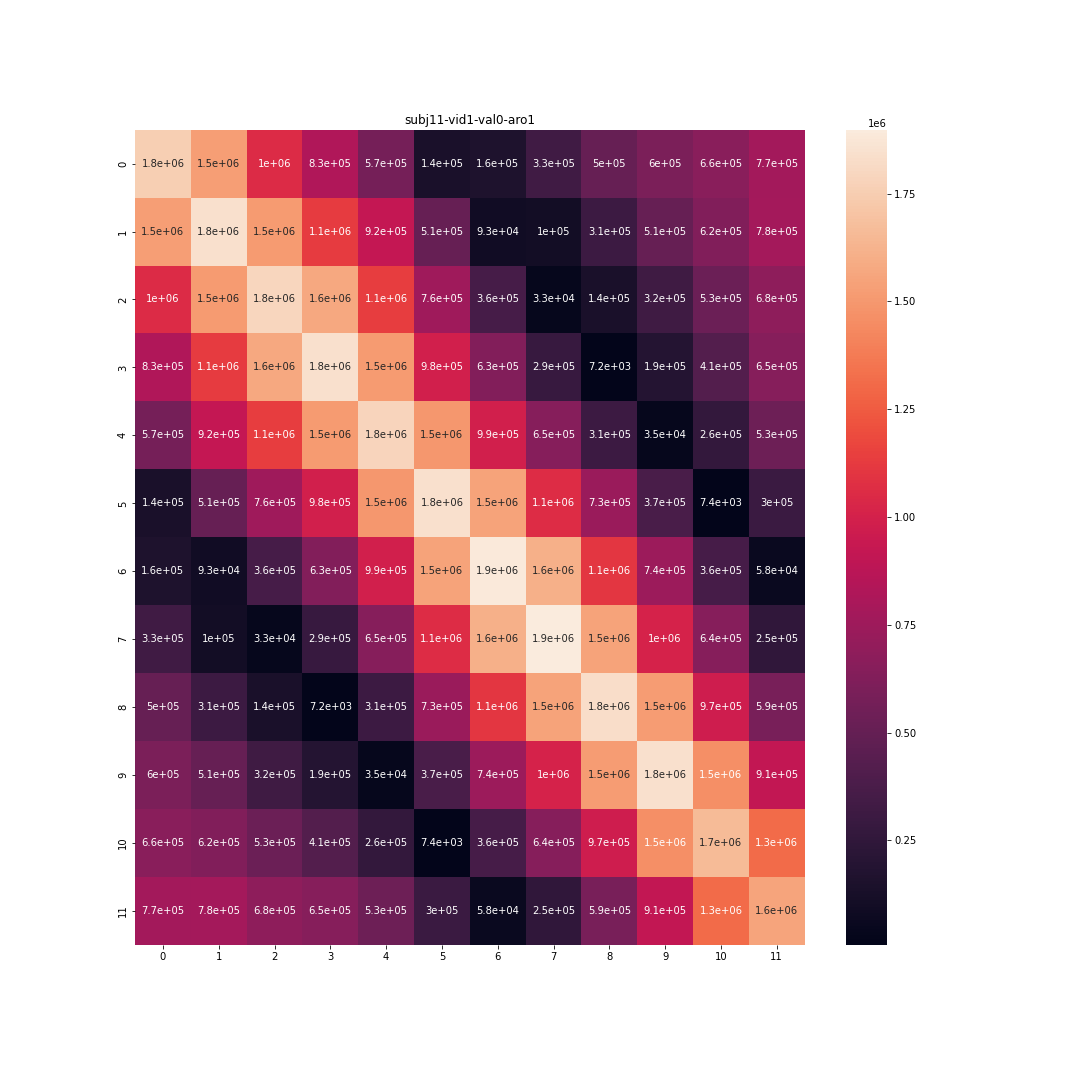 subj11-vid1-val0-aro1
1e6
0 1.8e+06 1.5e+06 1e+06 8.3e+05 5.7e+05 1.4e+05 1.6e+05 3.3e+05 5e+05 6e+05 6.6e+05 7.7e+05
1.75
1 1.5e+06 1.8e+06 1.5e+06 1.1e+06 9.2e+05 5.1e+05 9.3e+04 1e+05 3.1e+05 5.1e+05 6.2e+05 7.8e+05
2 1e+06 1.5e+06 1.8e+06 1.6e+06 1.1e+06 7.6e+05 3.6e+05 3.3e+04 1.4e+05 3.2e+05 5.3e+05 6.8e+05
1.50
3 8.3e+05 1.1e+06 1.6e+06 1.8e+06 1.5e+06 9.8e+05 6.3e+05 2.9e+05 7.2e+03 1.9e+05 4.1e+05 6.5e+05
1.25
4 5.7e+05 9.2e+05 1.1e+06 1.5e+06 1.8e+06 1.5e+06 9.9e+05 6.5e+05 3.1e+05 3.5e+04 2.6e+05 5.3e+05
5 1.4e+05 5.1e+05 7.6e+05 9.8e+05 1.5e+06 1.8e+06 1.5e+06 1.1e+06 7.3e+05 3.7e+05 7.4e+03 3e+05
1.00
6 1.6e+05 9.3e+04 3.6e+05 6.3e+05 9.9e+05 1.5e+06 1.9e+06 1.6e+06 1.1e+06 7.4e+05 3.6e+05 5.8e+04
0.75
7 3.3e+05 1e+05 3.3e+04 2.9e+05 6.5e+05 1.1e+06 1.6e+06 1.9e+06 1.5e+06 1e+06 6.4e+05 2.5e+05
8 5e+05 3.1e+05 1.4e+05 7.2e+03 3.1e+05 7.3e+05 1.1e+06 1.5e+06 1.8e+06 1.5e+06 9.7e+05 5.9e+05
0.50
9 6e+05 5.1e+05 3.2e+05 1.9e+05 3.5e+04 3.7e+05 7.4e+05 1e+06 1.5e+06 1.8e+06 1.5e+06 9.1e+05
10 6.6e+05 6.2e+05 5.3e+05 4.1e+05 2.6e+05 7.4e+03 3.6e+05 6.4e+05 9.7e+05 1.5e+06 1.7e+06 1.3e+06
0.25
11 7.7e+05 7.8e+05 6.8e+05 6.5e+05 5.3e+05 3e+05 5.8e+04 2.5e+05 5.9e+05 9.1e+05 1.3e+06 1.6e+06
0 1 2 3 4 5 6 7 8 9 10 11